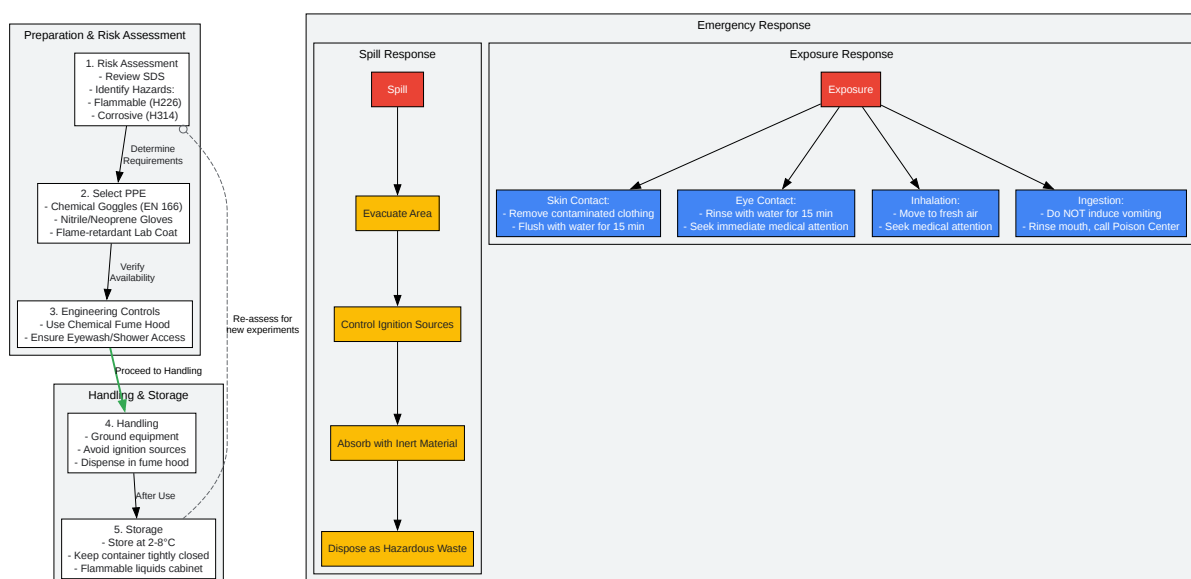 Preparation & Risk Assessment
1. Risk Assessment
- Review SDS
- Identify Hazards:
- Flammable (H226)
- Corrosive (H314)
Determine
Requirements
2. Select PPE
- Chemical Goggles (EN 166)
- Nitrile/Neoprene Gloves
- Flame-retardant Lab Coat
Verify
Availability
3. Engineering Controls
- Use Chemical Fume Hood
- Ensure Eyewash/Shower Access
Re-assess for
new experiments
Proceed to Handling
Handling & Storage
4. Handling
- Ground equipment
- Avoid ignition sources
- Dispense in fume hood
After Use
5. Storage
- Store at 2-8°C
- Keep container tightly closed
- Flammable liquids cabinet
Emergency Response
Spill Response
Spill
Evacuate Area
Control Ignition Sources
Absorb with Inert Material
Dispose as Hazardous Waste
Exposure Response
Exposure
Skin Contact:
- Remove contaminated clothing
- Flush with water for 15 min
Eye Contact:
- Rinse with water for 15 min
- Seek immediate medical attention
Inhalation:
- Move to fresh air
- Seek medical attention
Ingestion:
- Do NOT induce vomiting
- Rinse mouth, call Poison Center